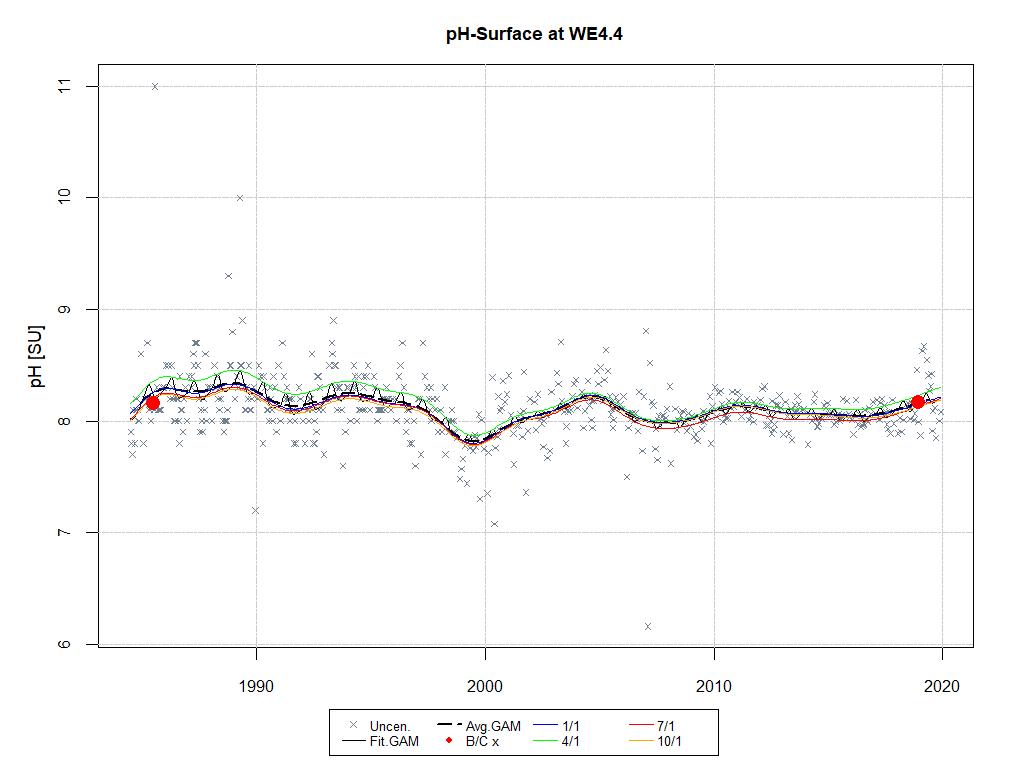 pH-Surface at WE4.4
pH [SU]
11
10
9
8
7
6
1990 2000 2010 2020
Uncen. Avg.GAM 1/1 7/1
Fit.GAM B/C x 4/1 10/1